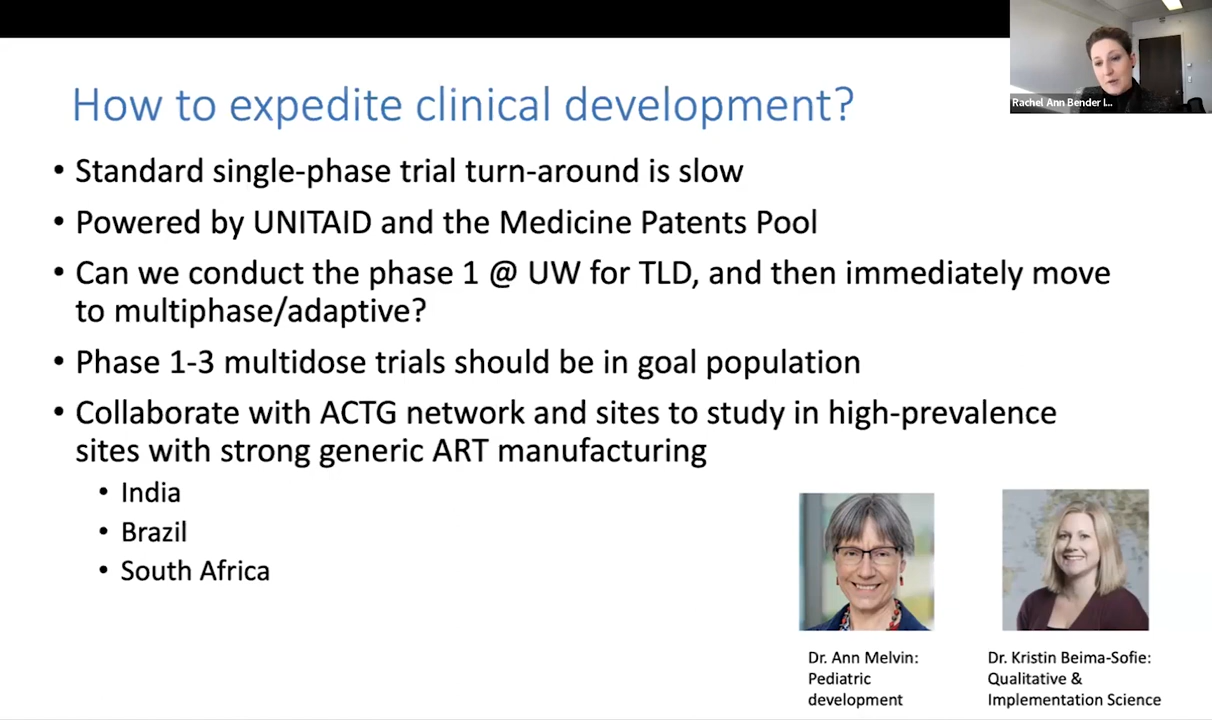 How to expedite clinical development?
Rachel Ann Bender I...
• Standard single-phase trial turn-around is slow
• Powered by UNITAID and the Medicine Patents Pool
• Can we conduct the phase 1 @ UW for TLD, and then immediately move
to multiphase/adaptive?
• Phase 1-3 multidose trials should be in goal population
• Collaborate with ACTG network and sites to study in high-prevalence
sites with strong generic ART manufacturing
• India
• Brazil
• South Africa
Dr. Ann Melvin:
Pediatric
development
Dr. Kristin Beima-Sofie:
Qualitative &
Implementation Science